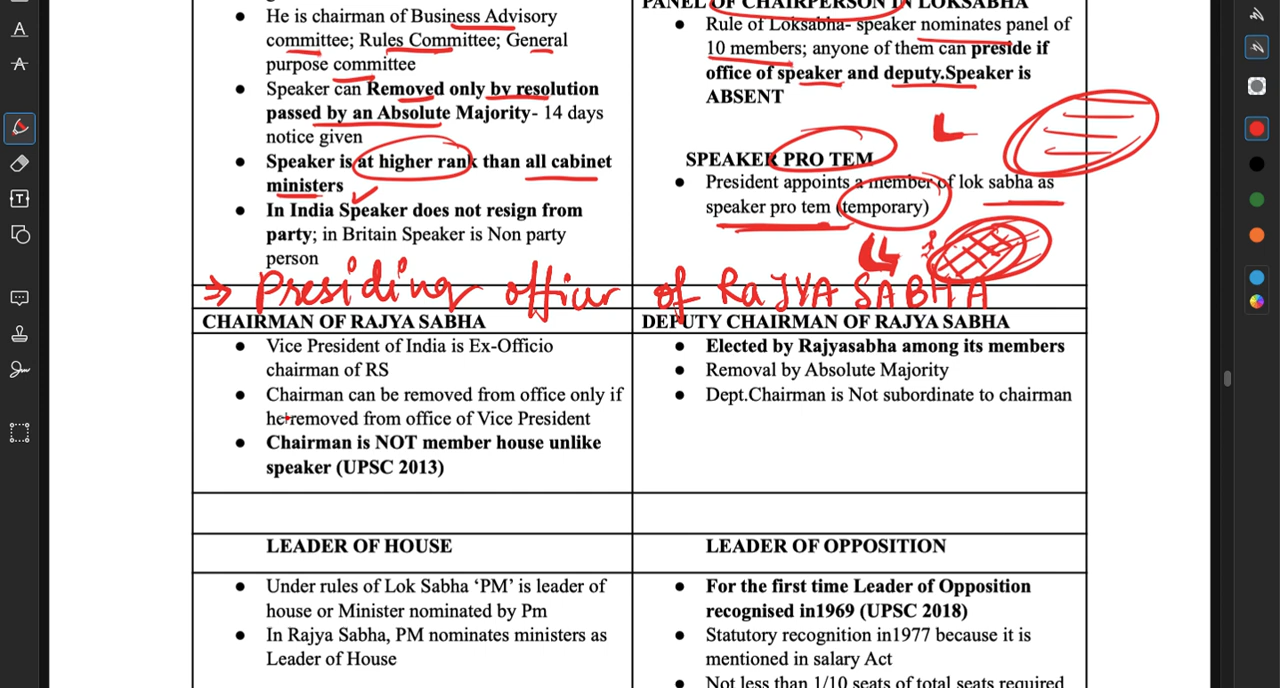 ● He is chairman of Business Advisory
committee; Rules Committee; General
purpose committee
● Speaker can Removed only by resolution
passed by an Absolute Majority- 14 days
notice given
● Speaker is at higher rank than all cabinet
ministers
● In India Speaker does not resign from
party; in Britain Speaker is Non party
person
PANEL OF CHAIRPERSON IN LOKSABHA
● Rule of Loksabha- speaker nominates panel of
10 members; anyone of them can preside if
office of speaker and deputy.Speaker is
ABSENT
SPEAKER PRO TEM
● President appoints a member of lok sabha as
speaker pro tem (temporary)
⇒ Presiding officer of RAJYA SABHA
CHAIRMAN OF RAJYA SABHA
● Vice President of India is Ex-Officio
chairman of RS
● Chairman can be removed from office only if
he removed from office of Vice President
● Chairman is NOT member house unlike
speaker (UPSC 2013)
DEPUTY CHAIRMAN OF RAJYA SABHA
● Elected by Rajyasabha among its members
● Removal by Absolute Majority
● Dept.Chairman is Not subordinate to chairman
LEADER OF HOUSE
● Under rules of Lok Sabha ‘PM’ is leader of
house or Minister nominated by Pm
● In Rajya Sabha, PM nominates ministers as
Leader of House
LEADER OF OPPOSITION
● For the first time Leader of Opposition
recognised in1969 (UPSC 2018)
● Statutory recognition in1977 because it is
mentioned in salary Act
● Not less than 1/10 seats of total seats required